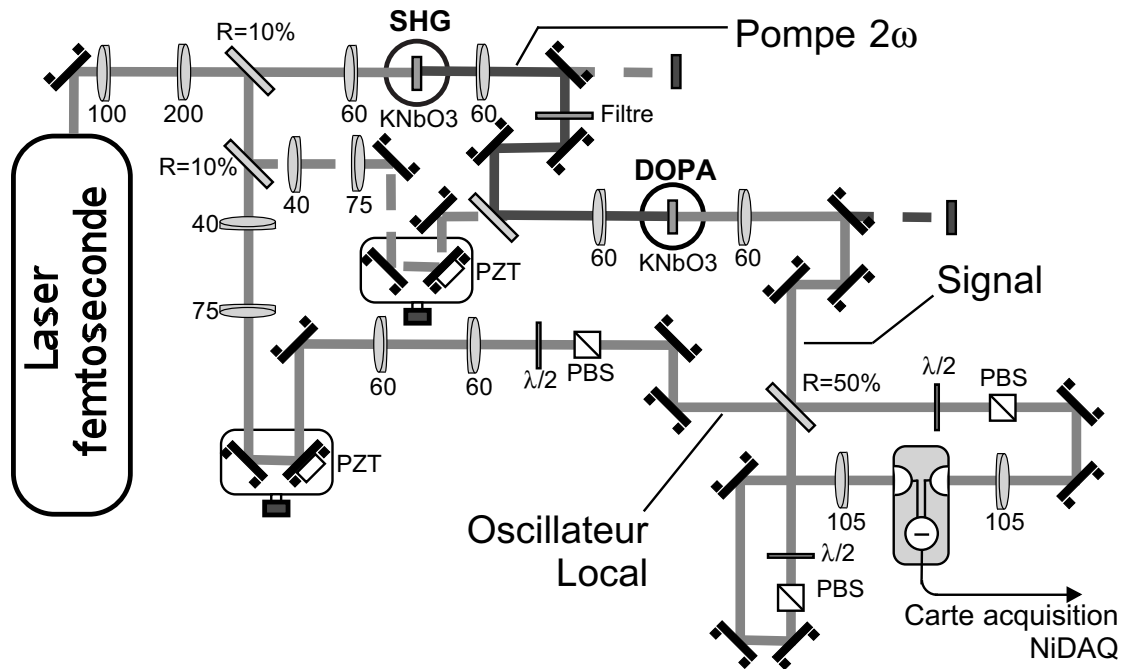 SHG
Pompe 2ω
R=10%
100
200
60
KNbO3
60
Filtre
R=10%
40
75
DOPA
40
60
KNbO3
60
PZT
Signal
75
Laser
femtoseconde
60
60
λ/2
PBS
R=50%
λ/2
PBS
PZT
105
105
Oscillateur
Local
λ/2
PBS
−
Carte acquisition
NiDAQ